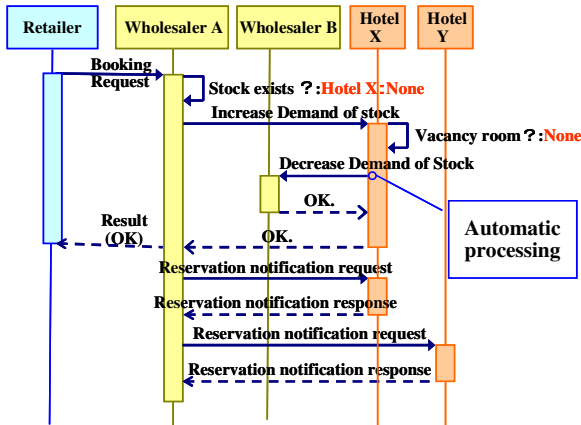 Retailer
Wholesaler A
Wholesaler B
Hotel
X
Hotel
Y
Booking
Request
Stock exists ?:Hotel X:None
Increase Demand of stock
Vacancy room ?:None
Decrease Demand of Stock
OK.
Automatic
processing
Result
(OK)
OK.
Reservation notification request
Reservation notification response
Reservation notification request
Reservation notification response